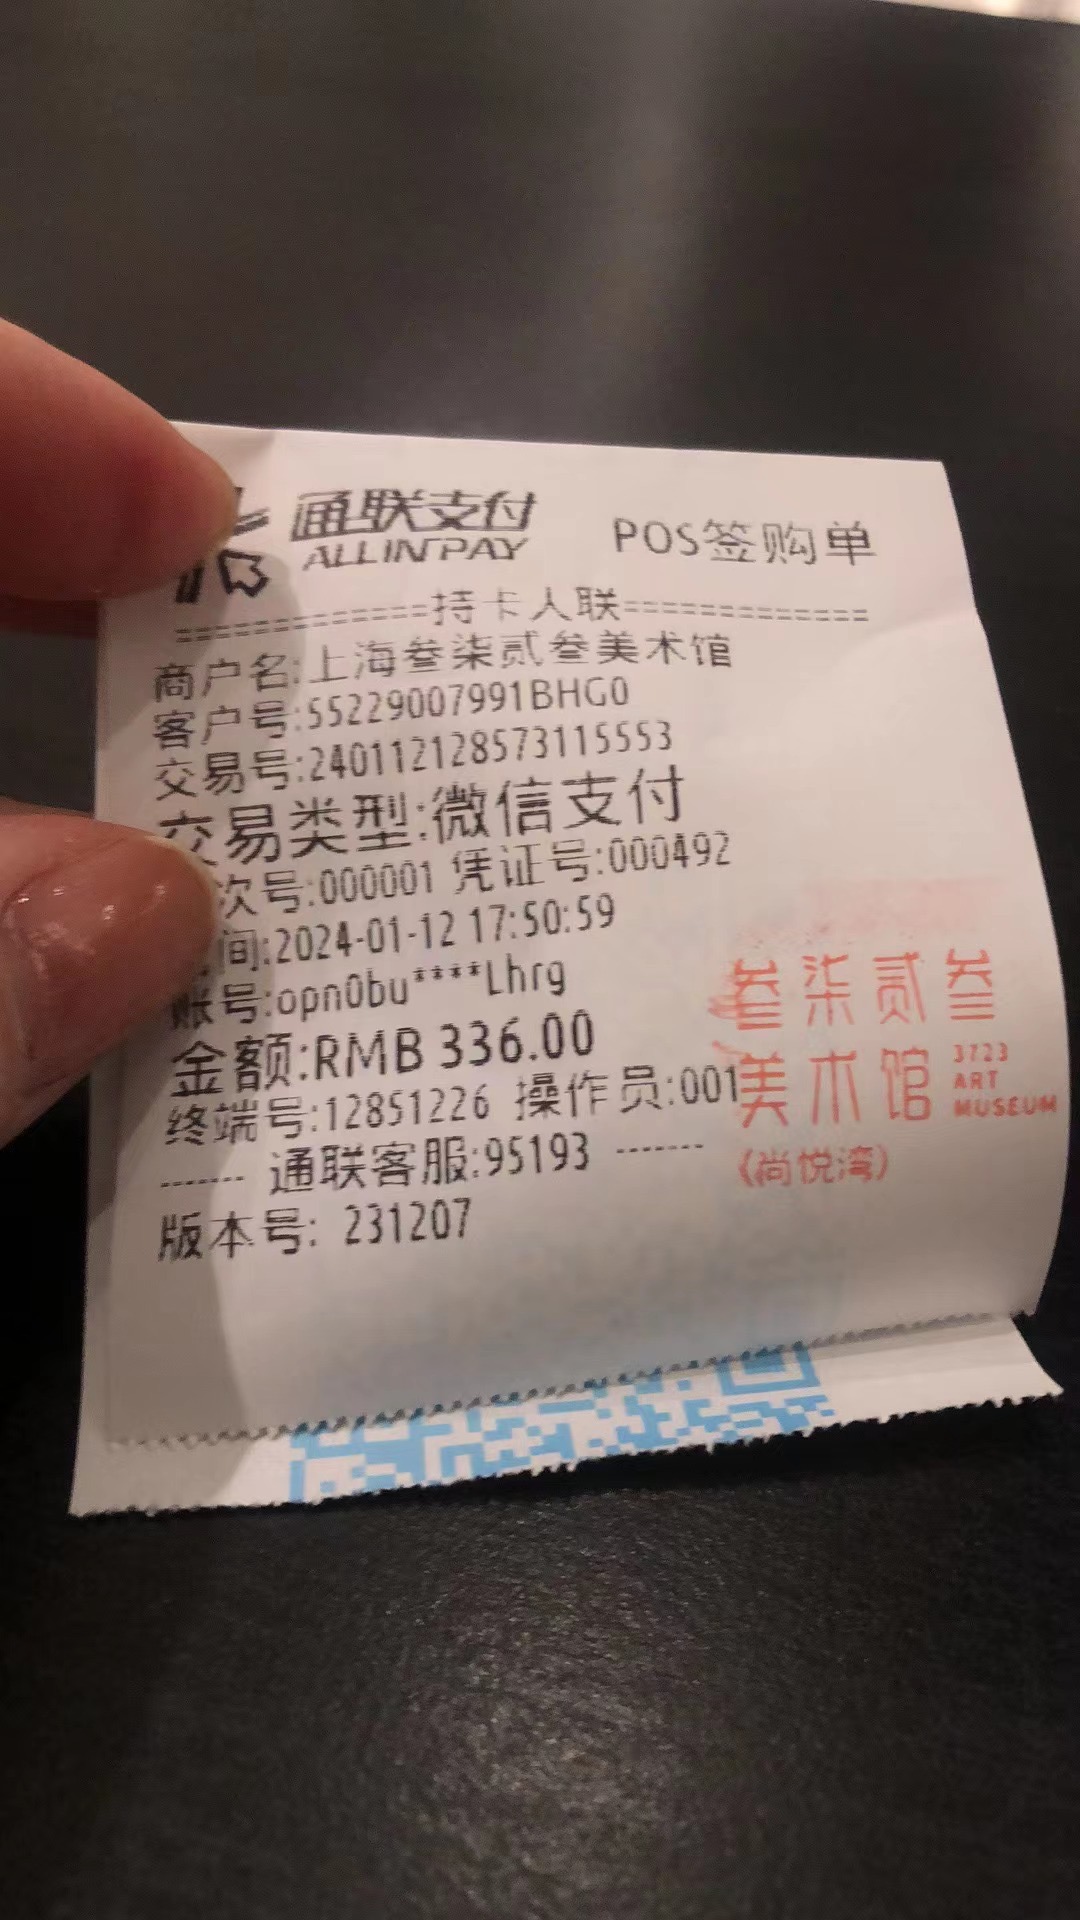 通联支付
ALLINPAY
POS签购单
============持卡人联============
商户名:上海叁柒贰叁美术馆
客户号:55229007991BHG0
交易号:240112128573115553
交易类型:微信支付
次号:000001 凭证号:000492
间:2024-01-12 17:50:59
账号:opn0bu****Lhrg
金额:RMB 336.00
终端号:12851226 操作员:001
------- 通联客服:95193 -------
版本号: 231207
叁柒贰叁
美术馆
3723
ART
MUSEUM
(尚悦湾)